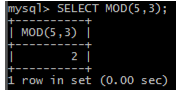 mysql> SELECT MOD(5,3);
+----------+
| MOD(5,3) |
+----------+
|        2 |
+----------+
1 row in set (0.00 sec)